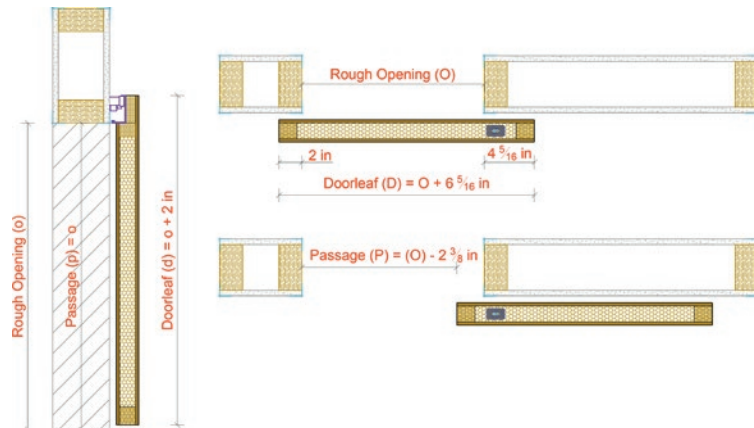 Rough Opening (o)
Passage (p) = o
Doorleaf (d) = o + 2 in
Rough Opening (O)
2 in
4 5/16 in
Doorleaf (D) = O + 6 5/16 in
Passage (P) = (O) - 2 3/8 in